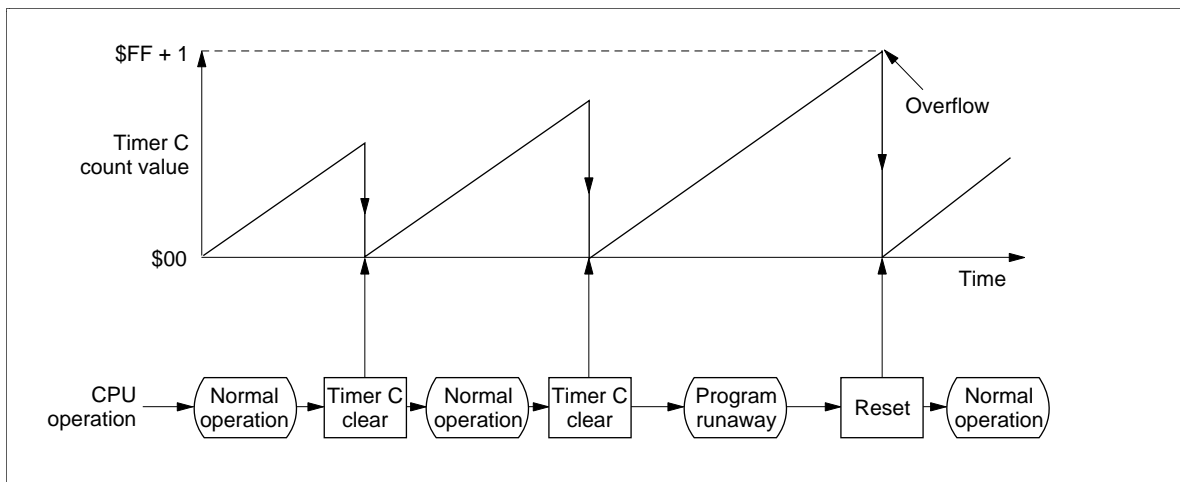 $FF + 1
Overflow
Timer C
count value
$00
Time
CPU
operation
Normal
operation
Timer C
clear
Normal
operation
Timer C
clear
Program
runaway
Reset
Normal
operation